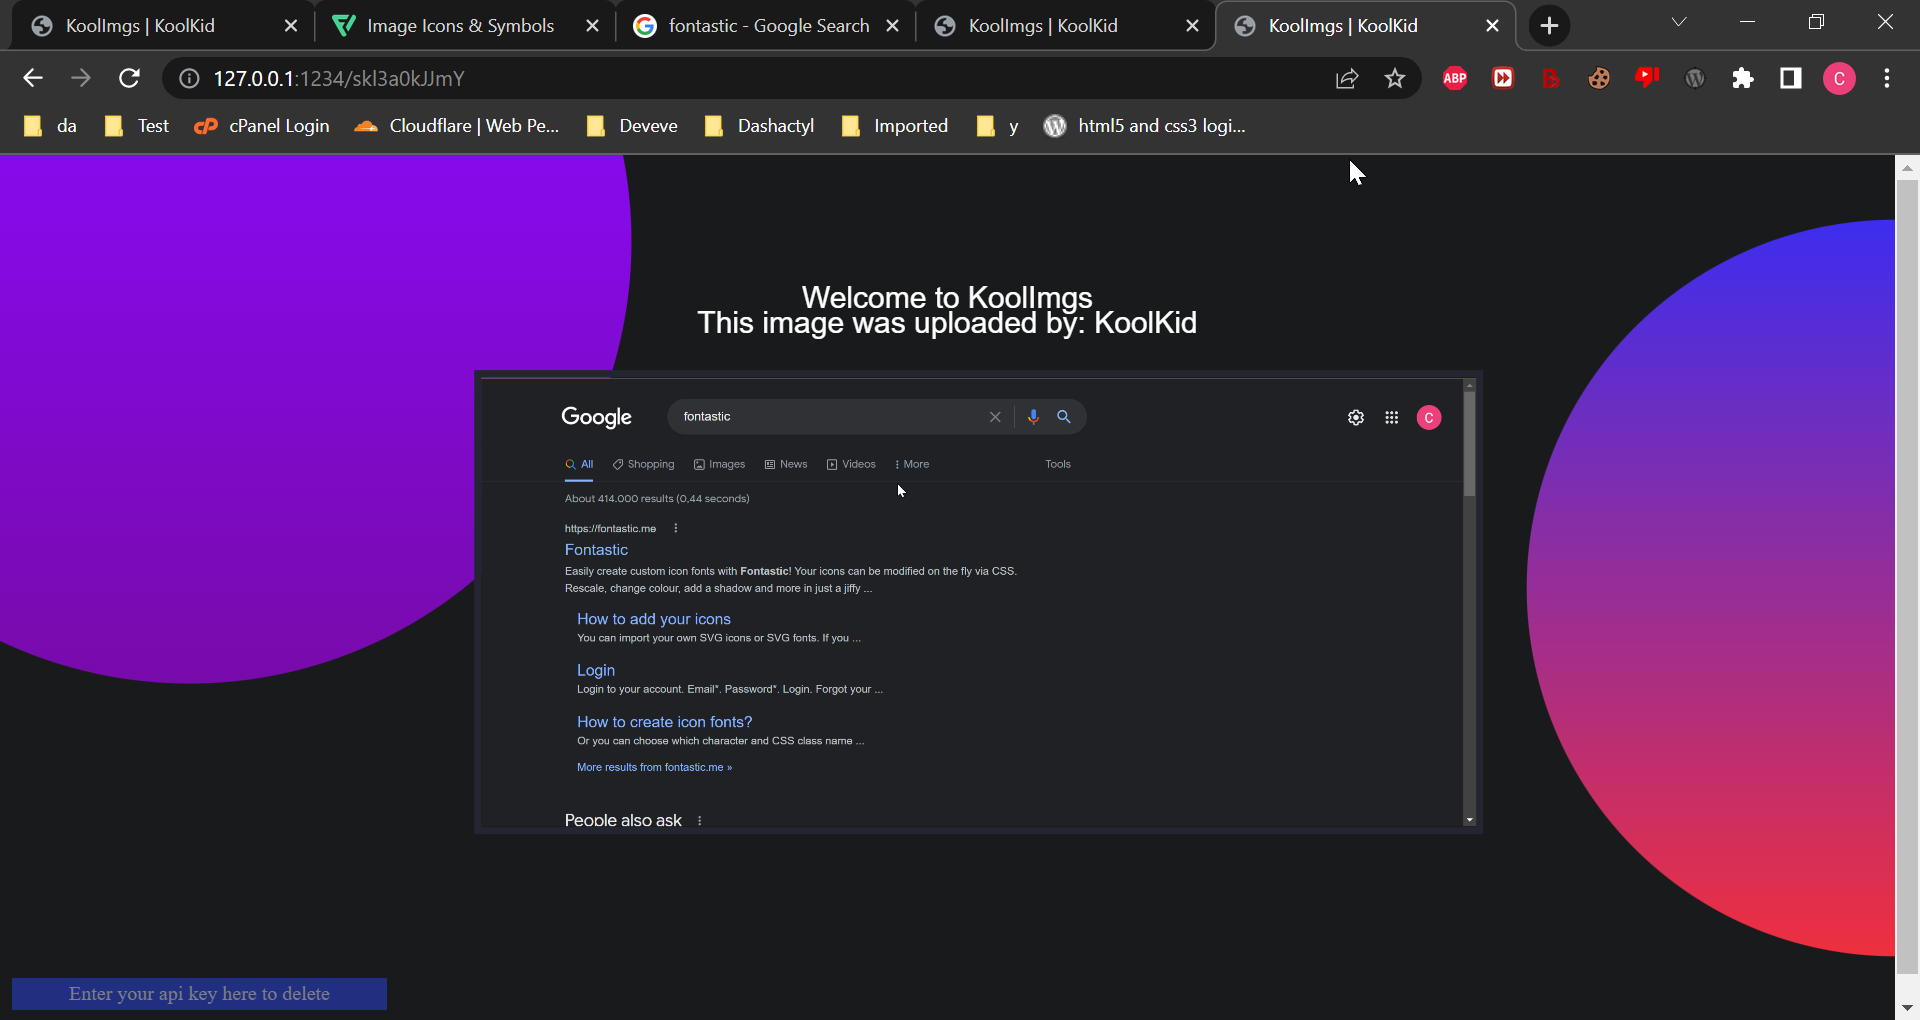 KoolImgs | KoolKid
Image Icons & Symbols
fontastic - Google Search
KoolImgs | KoolKid
KoolImgs | KoolKid
127.0.0.1:1234/skl3a0kJJmY
ABP
C
da
Test
cP cPanel Login
Cloudflare | Web Pe...
Deveve
Dashactyl
Imported
y
html5 and css3 logi...
Welcome to KoolImgs
This image was uploaded by: KoolKid
Google
fontastic
C
All
Shopping
Images
News
Videos
More
Tools
About 414.000 results (0,44 seconds)
https://fontastic.me
Fontastic
Easily create custom icon fonts with Fontastic! Your icons can be modified on the fly via CSS.
Rescale, change colour, add a shadow and more in just a jiffy ...
How to add your icons
You can import your own SVG icons or SVG fonts. If you ...
Login
Login to your account. Email*. Password*. Login. Forgot your ...
How to create icon fonts?
Or you can choose which character and CSS class name ...
More results from fontastic.me »
People also ask
Enter your api key here to delete